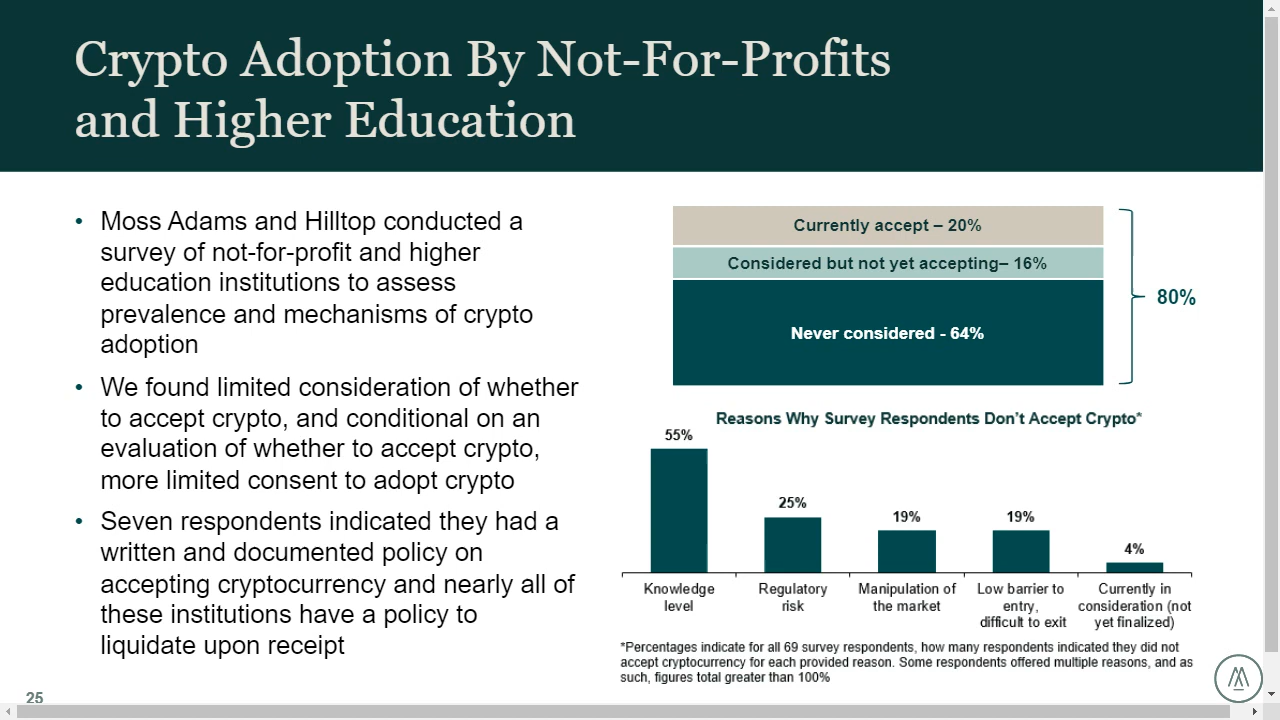 Crypto Adoption By Not-For-Profits
and Higher Education
• Moss Adams and Hilltop conducted a
survey of not-for-profit and higher
education institutions to assess
prevalence and mechanisms of crypto
adoption
• We found limited consideration of whether
to accept crypto, and conditional on an
evaluation of whether to accept crypto,
more limited consent to adopt crypto
• Seven respondents indicated they had a
written and documented policy on
accepting cryptocurrency and nearly all of
these institutions have a policy to
liquidate upon receipt
Currently accept – 20%
Considered but not yet accepting– 16%
Never considered - 64%
80%
Reasons Why Survey Respondents Don't Accept Crypto*
55%
25%
19%
19%
4%
Knowledge
level
Regulatory
risk
Manipulation of
the market
Low barrier to
entry,
difficult to exit
Currently in
consideration (not
yet finalized)
*Percentages indicate for all 69 survey respondents, how many respondents indicated they did not
accept cryptocurrency for each provided reason. Some respondents offered multiple reasons, and as
such, figures total greater than 100%
25